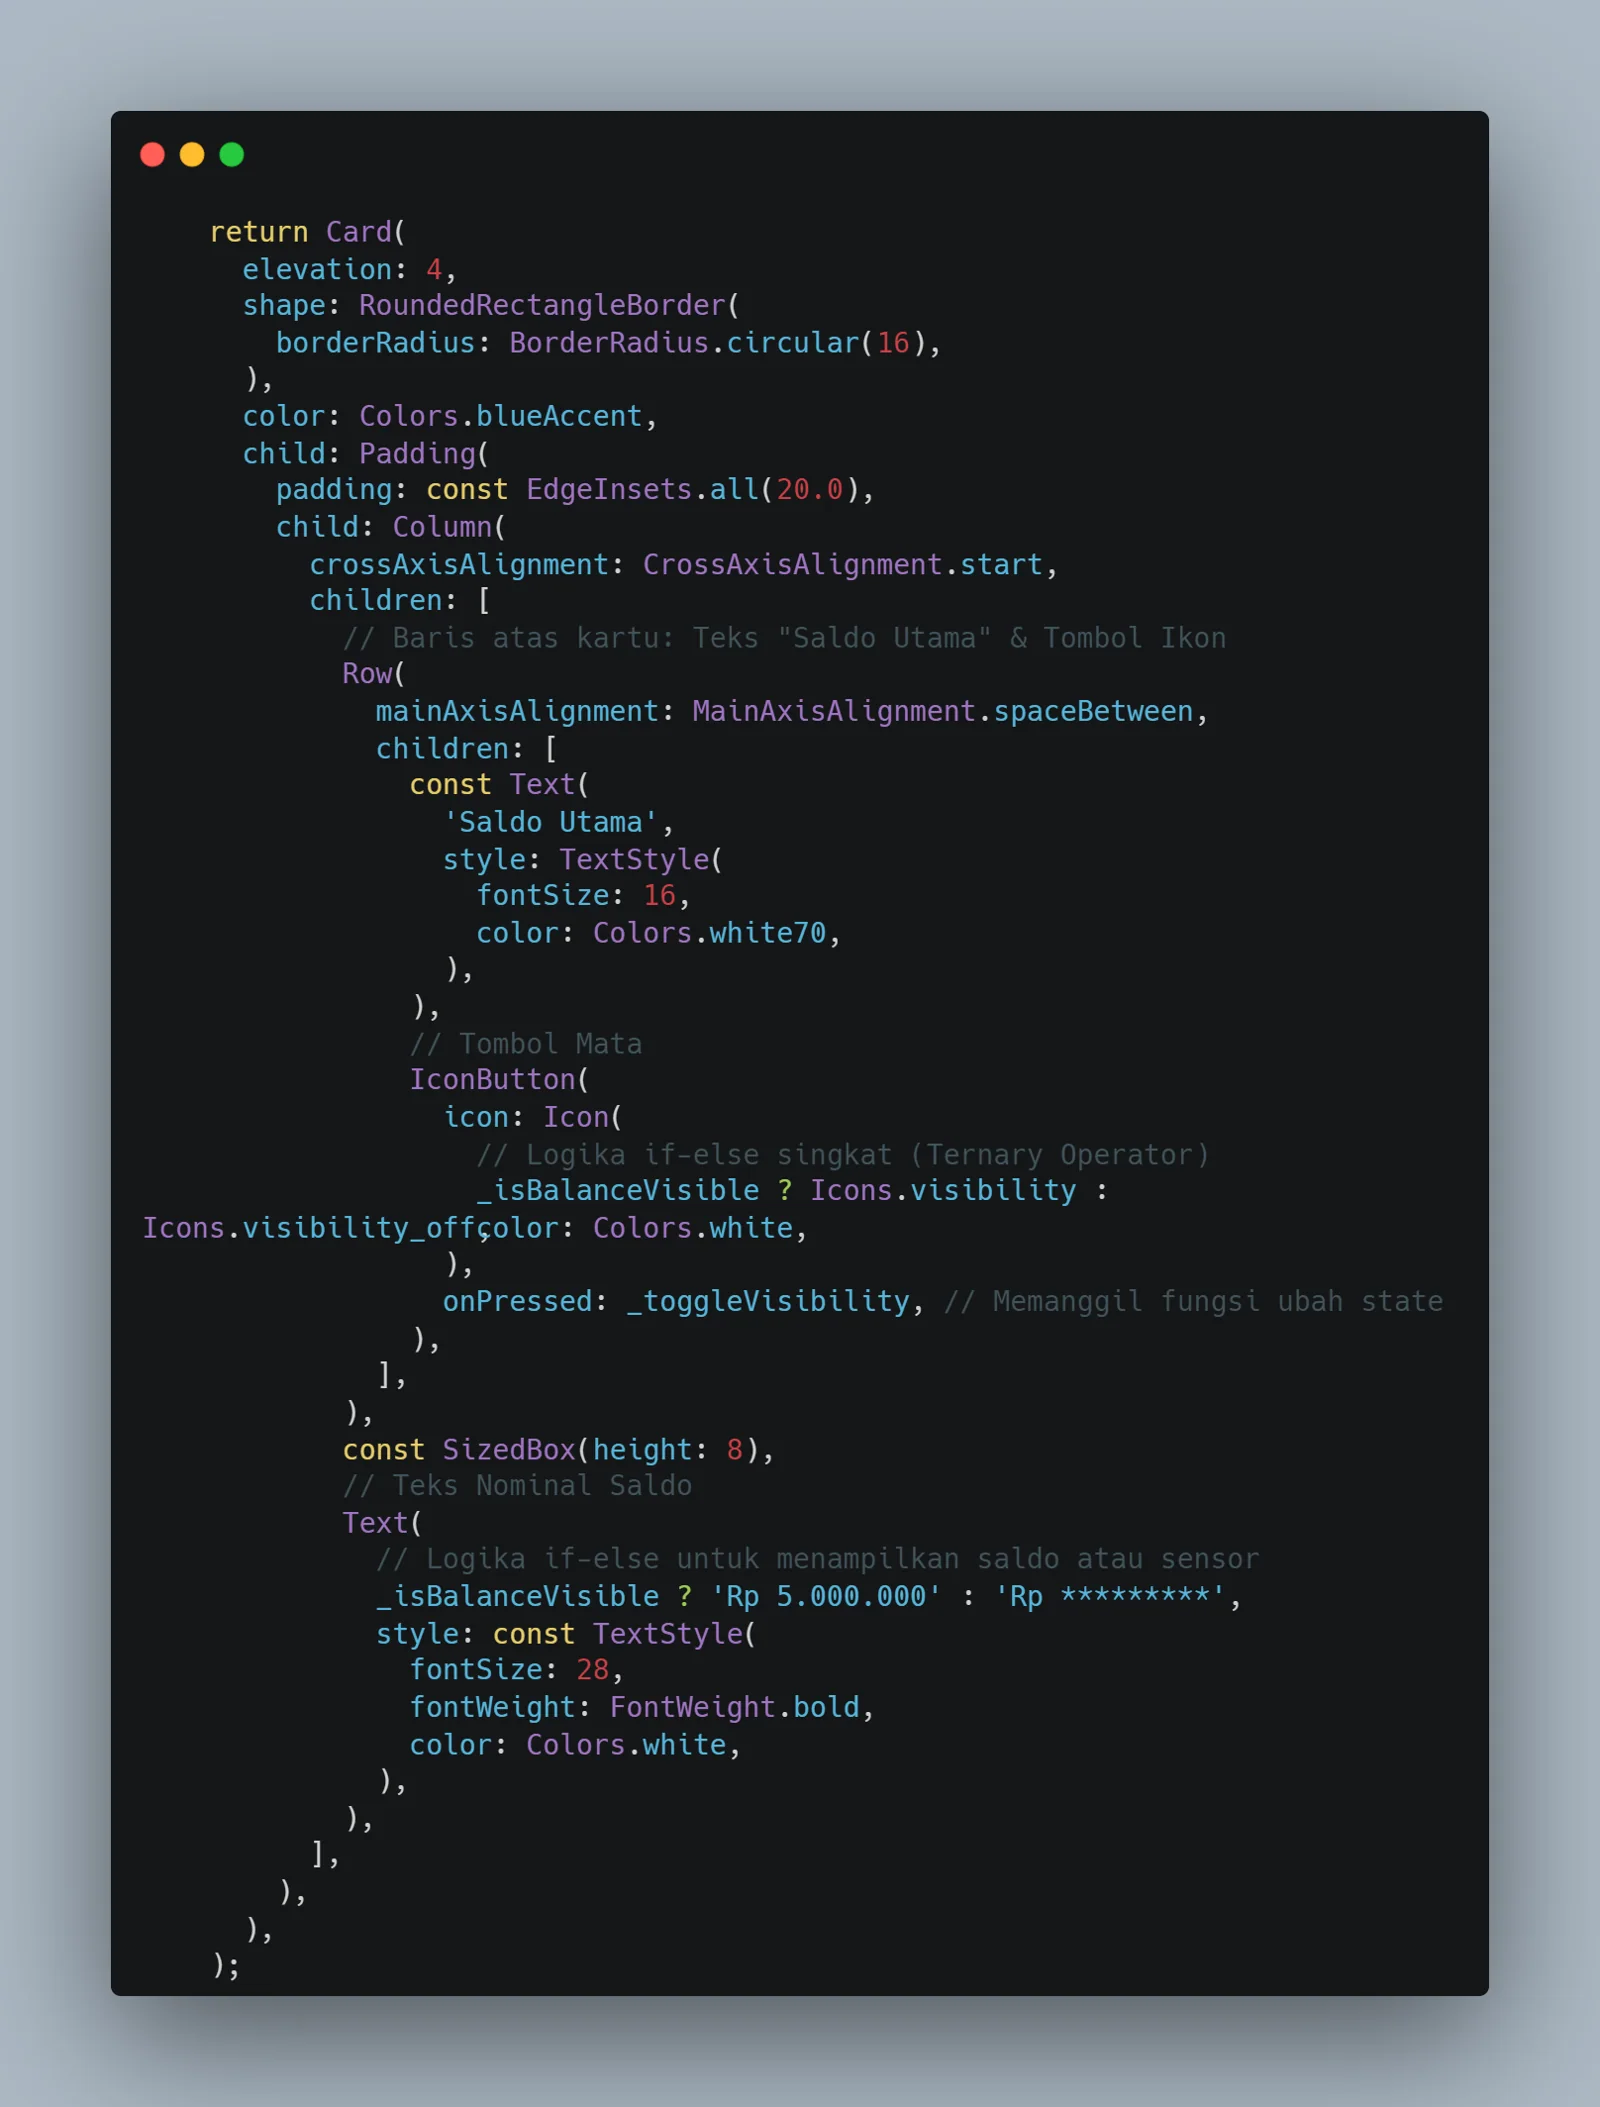 return Card(
elevation: 4,
shape: RoundedRectangleBorder(
borderRadius: BorderRadius.circular(16),
),
color: Colors.blueAccent,
child: Padding(
padding: const EdgeInsets.all(20.0),
child: Column(
crossAxisAlignment: CrossAxisAlignment.start,
children: [
// Baris atas kartu: Teks "Saldo Utama" & Tombol Ikon
Row(
mainAxisAlignment: MainAxisAlignment.spaceBetween,
children: [
const Text(
'Saldo Utama',
style: TextStyle(
fontSize: 16,
color: Colors.white70,
),
),
// Tombol Mata
IconButton(
icon: Icon(
// Logika if-else singkat (Ternary Operator)
_isBalanceVisible ? Icons.visibility :
Icons.visibility_off,
color: Colors.white,
),
onPressed: _toggleVisibility, // Memanggil fungsi ubah state
),
],
),
const SizedBox(height: 8),
// Teks Nominal Saldo
Text(
// Logika if-else untuk menampilkan saldo atau sensor
_isBalanceVisible ? 'Rp 5.000.000' : 'Rp *********',
style: const TextStyle(
fontSize: 28,
fontWeight: FontWeight.bold,
color: Colors.white,
),
),
],
),
),
);